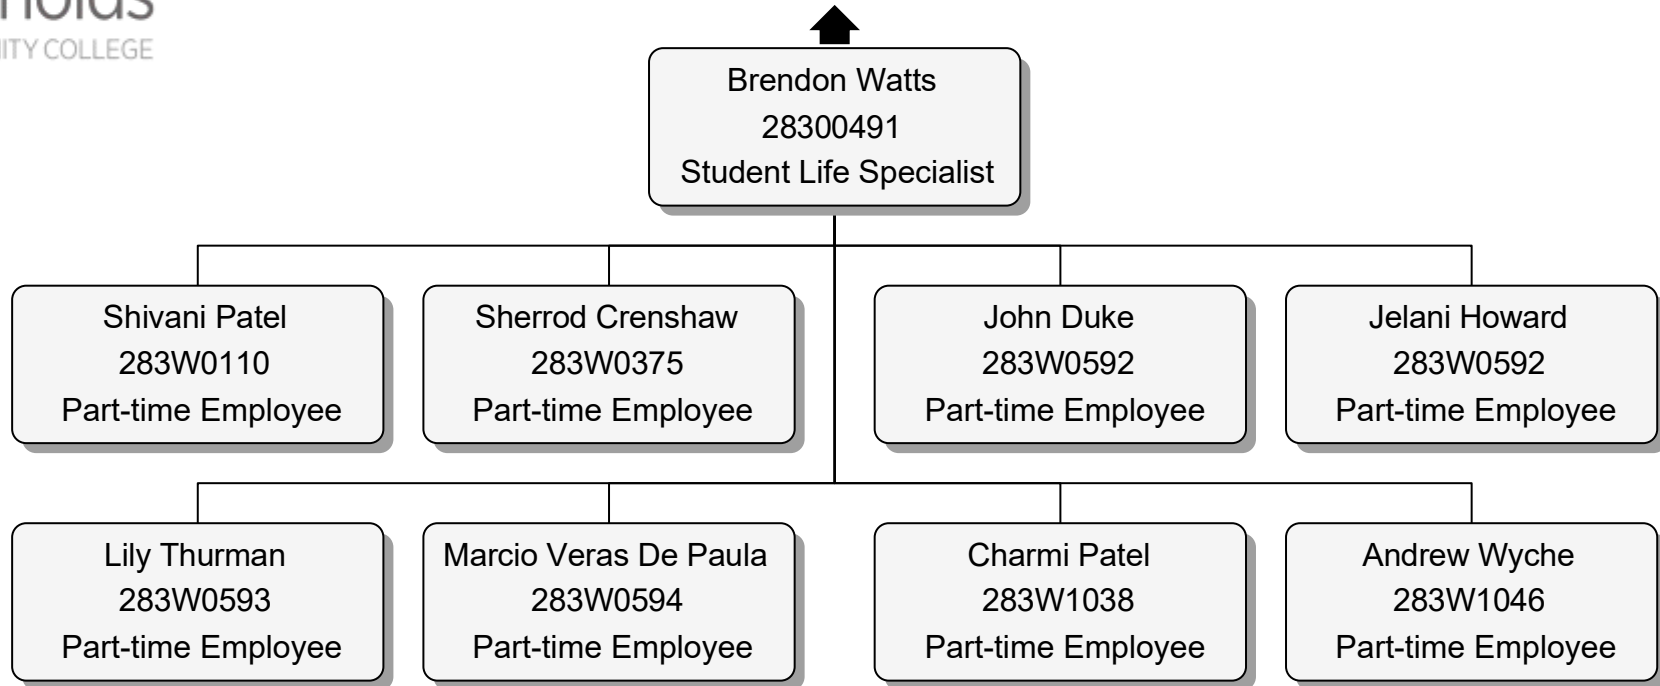 COLLEGE
Brendon Watts
28300491
Student Life Specialist
Shivani Patel
283W0110
Part-time Employee
Sherrod Crenshaw
283W0375
Part-time Employee
John Duke
283W0592
Part-time Employee
Jelani Howard
283W0592
Part-time Employee
Lily Thurman
283W0593
Part-time Employee
Marcio Veras De Paula
283W0594
Part-time Employee
Charmi Patel
283W1038
Part-time Employee
Andrew Wyche
283W1046
Part-time Employee